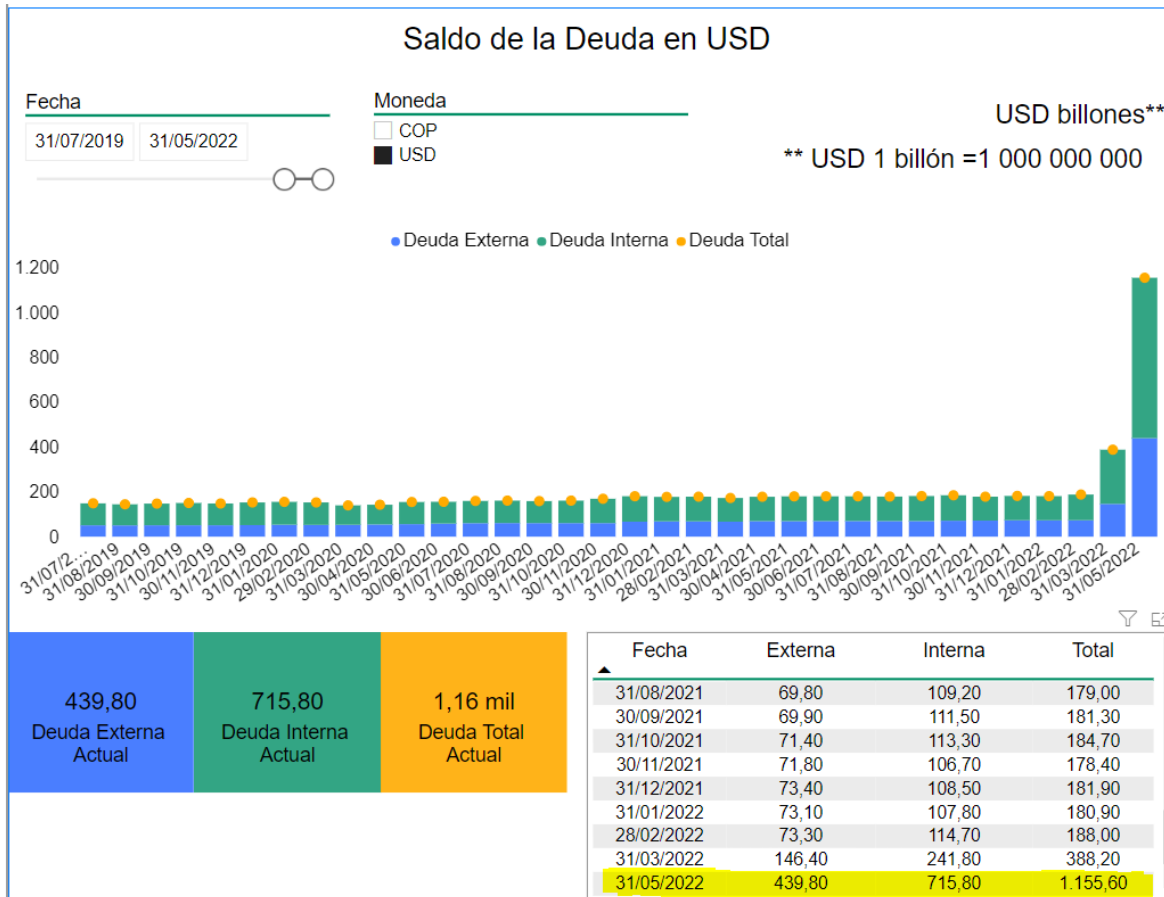 Saldo de la Deuda en USD
Fecha
31/07/2019 31/05/2022
Moneda
COP
USD
USD billones**
** USD 1 billón =1 000 000 000
Deuda Externa Deuda Interna Deuda Total
1.200
1.000
800
600
400
200
0
31/07/2...
31/08/2019
30/09/2019
31/10/2019
30/11/2019
31/12/2019
31/01/2020
29/02/2020
31/03/2020
30/04/2020
31/05/2020
30/06/2020
31/07/2020
31/08/2020
30/09/2020
31/10/2020
30/11/2020
31/12/2020
31/01/2021
28/02/2021
31/03/2021
30/04/2021
31/05/2021
30/06/2021
31/07/2021
31/08/2021
30/09/2021
31/10/2021
30/11/2021
31/12/2021
31/01/2022
28/02/2022
31/03/2022
31/05/2022
439,80
Deuda Externa
Actual
715,80
Deuda Interna
Actual
1,16 mil
Deuda Total
Actual
Fecha Externa Interna Total
31/08/2021 69,80 109,20 179,00
30/09/2021 69,90 111,50 181,30
31/10/2021 71,40 113,30 184,70
30/11/2021 71,80 106,70 178,40
31/12/2021 73,40 108,50 181,90
31/01/2022 73,10 107,80 180,90
28/02/2022 73,30 114,70 188,00
31/03/2022 146,40 241,80 388,20
31/05/2022 439,80 715,80 1.155,60